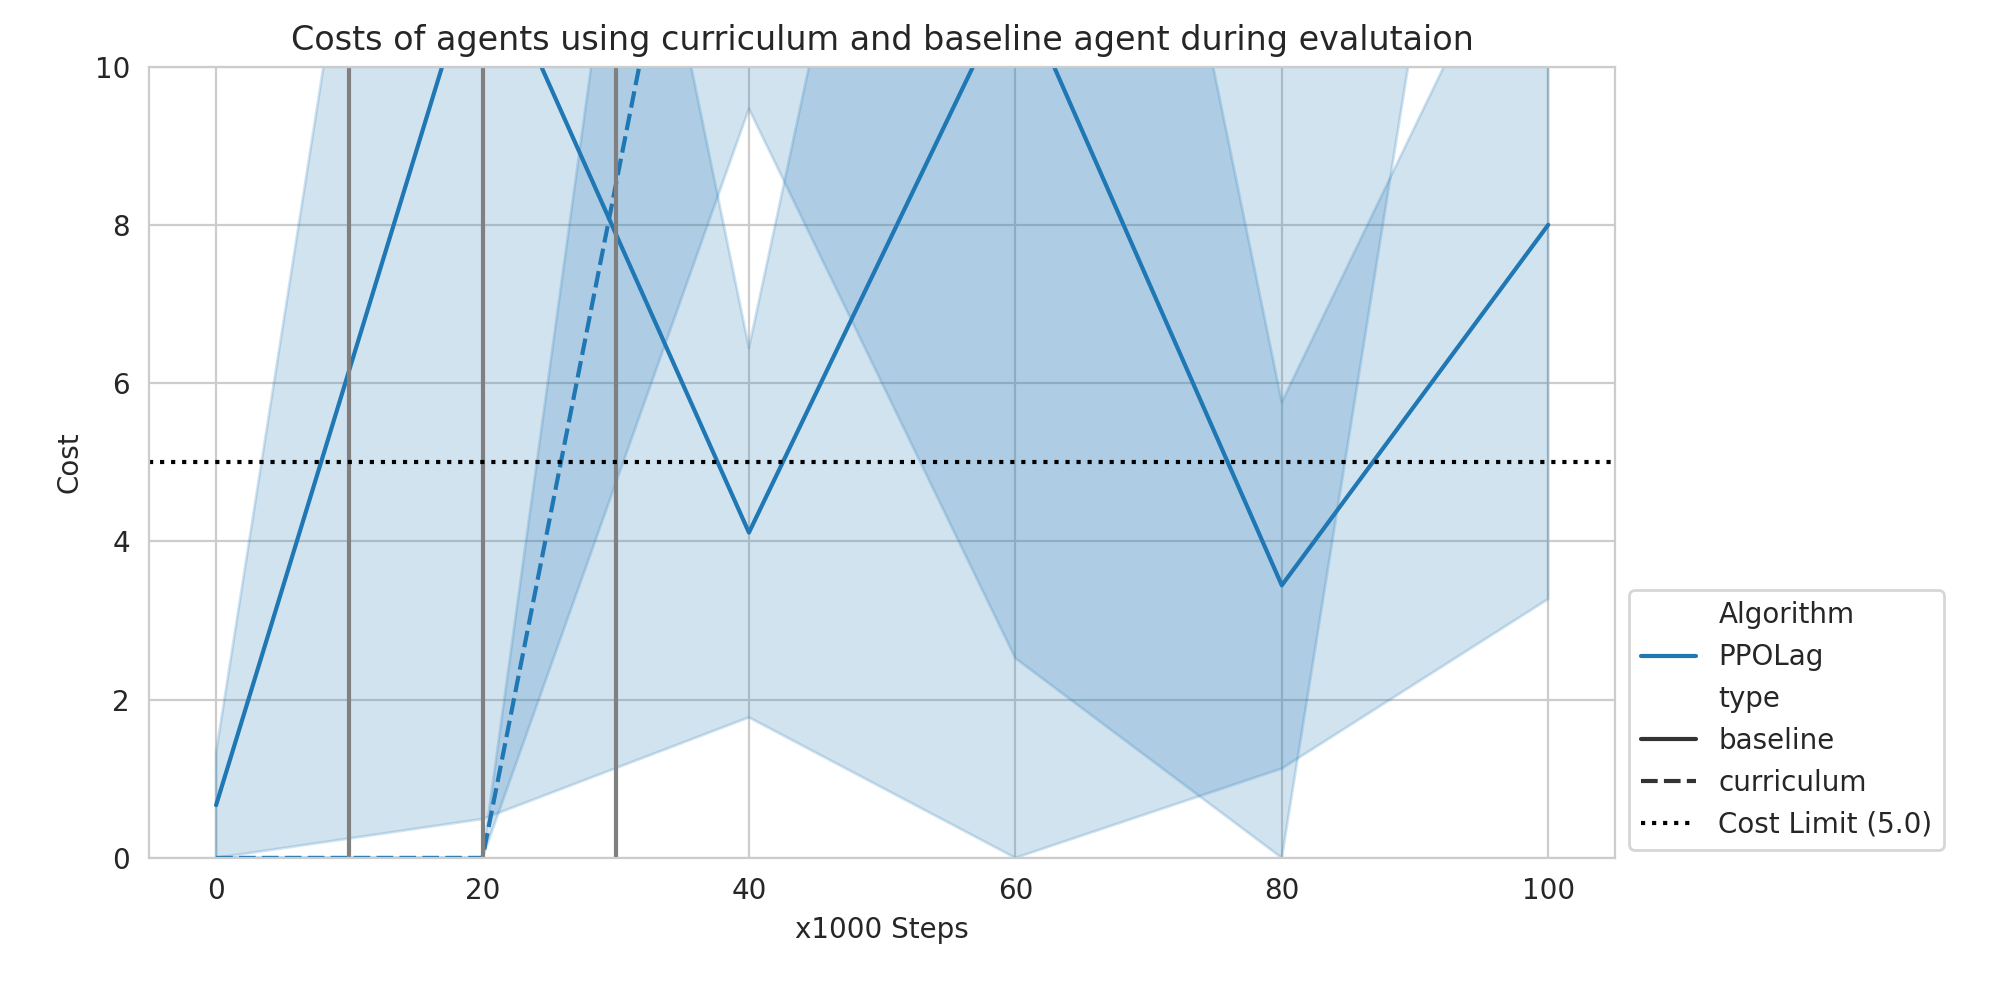 Costs of agents using curriculum and baseline agent during evalutaion
10
8
6
4
2
0
Cost
0 20 40 60 80 100
x1000 Steps
Algorithm
PPOLag
type
baseline
curriculum
Cost Limit (5.0)